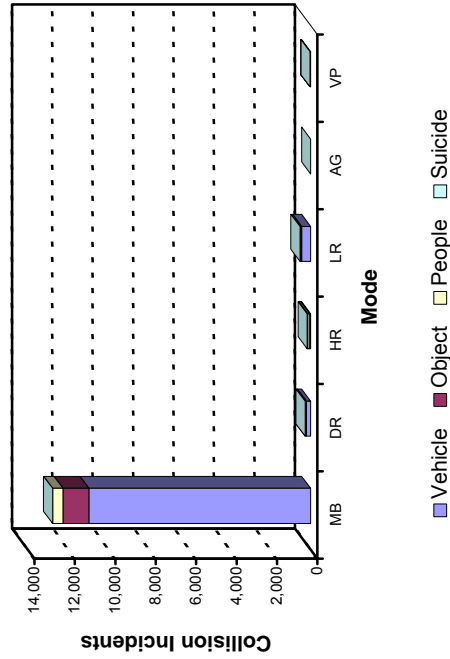 Collision Incidents
14,000
12,000
10,000
8,000
6,000
4,000
2,000
0
MB DR HR LR AG VP
Mode
Vehicle Object People Suicide